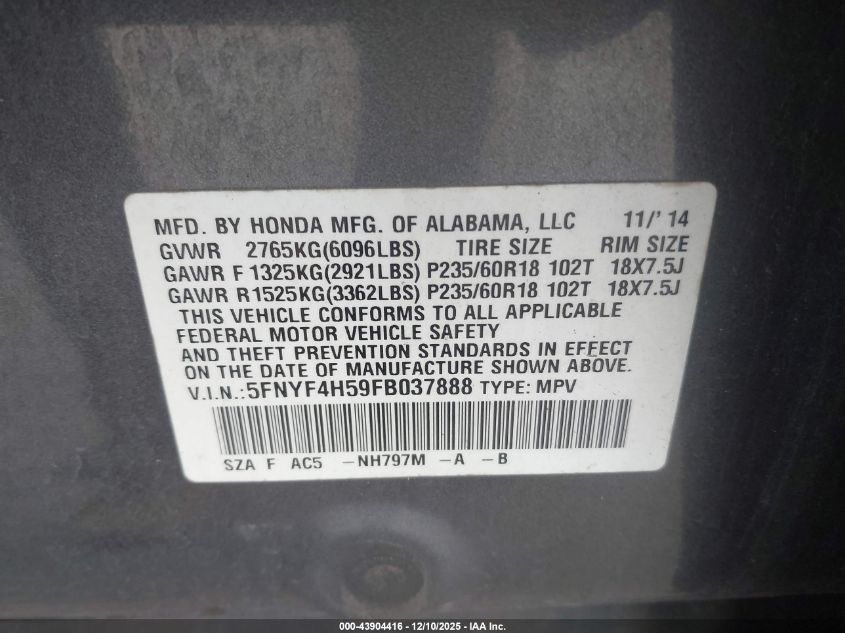 MFD. BY HONDA MFG. OF ALABAMA, LLC 11/' 14
GVWR 2765KG(6096LBS) TIRE SIZE RIM SIZE
GAWR F 1325KG(2921LBS) P235/60R18 102T 18X7.5J
GAWR R1525KG(3362LBS) P235/60R18 102T 18X7.5J
THIS VEHICLE CONFORMS TO ALL APPLICABLE
FEDERAL MOTOR VEHICLE SAFETY
AND THEFT PREVENTION STANDARDS IN EFFECT
ON THE DATE OF MANUFACTURE SHOWN ABOVE.
V.I.N.:5FNYF4H59FB037888 TYPE: MPV
SZA F AC5 -NH797M -A -B
000-43904416 - 12/10/2025 - IAA Inc.